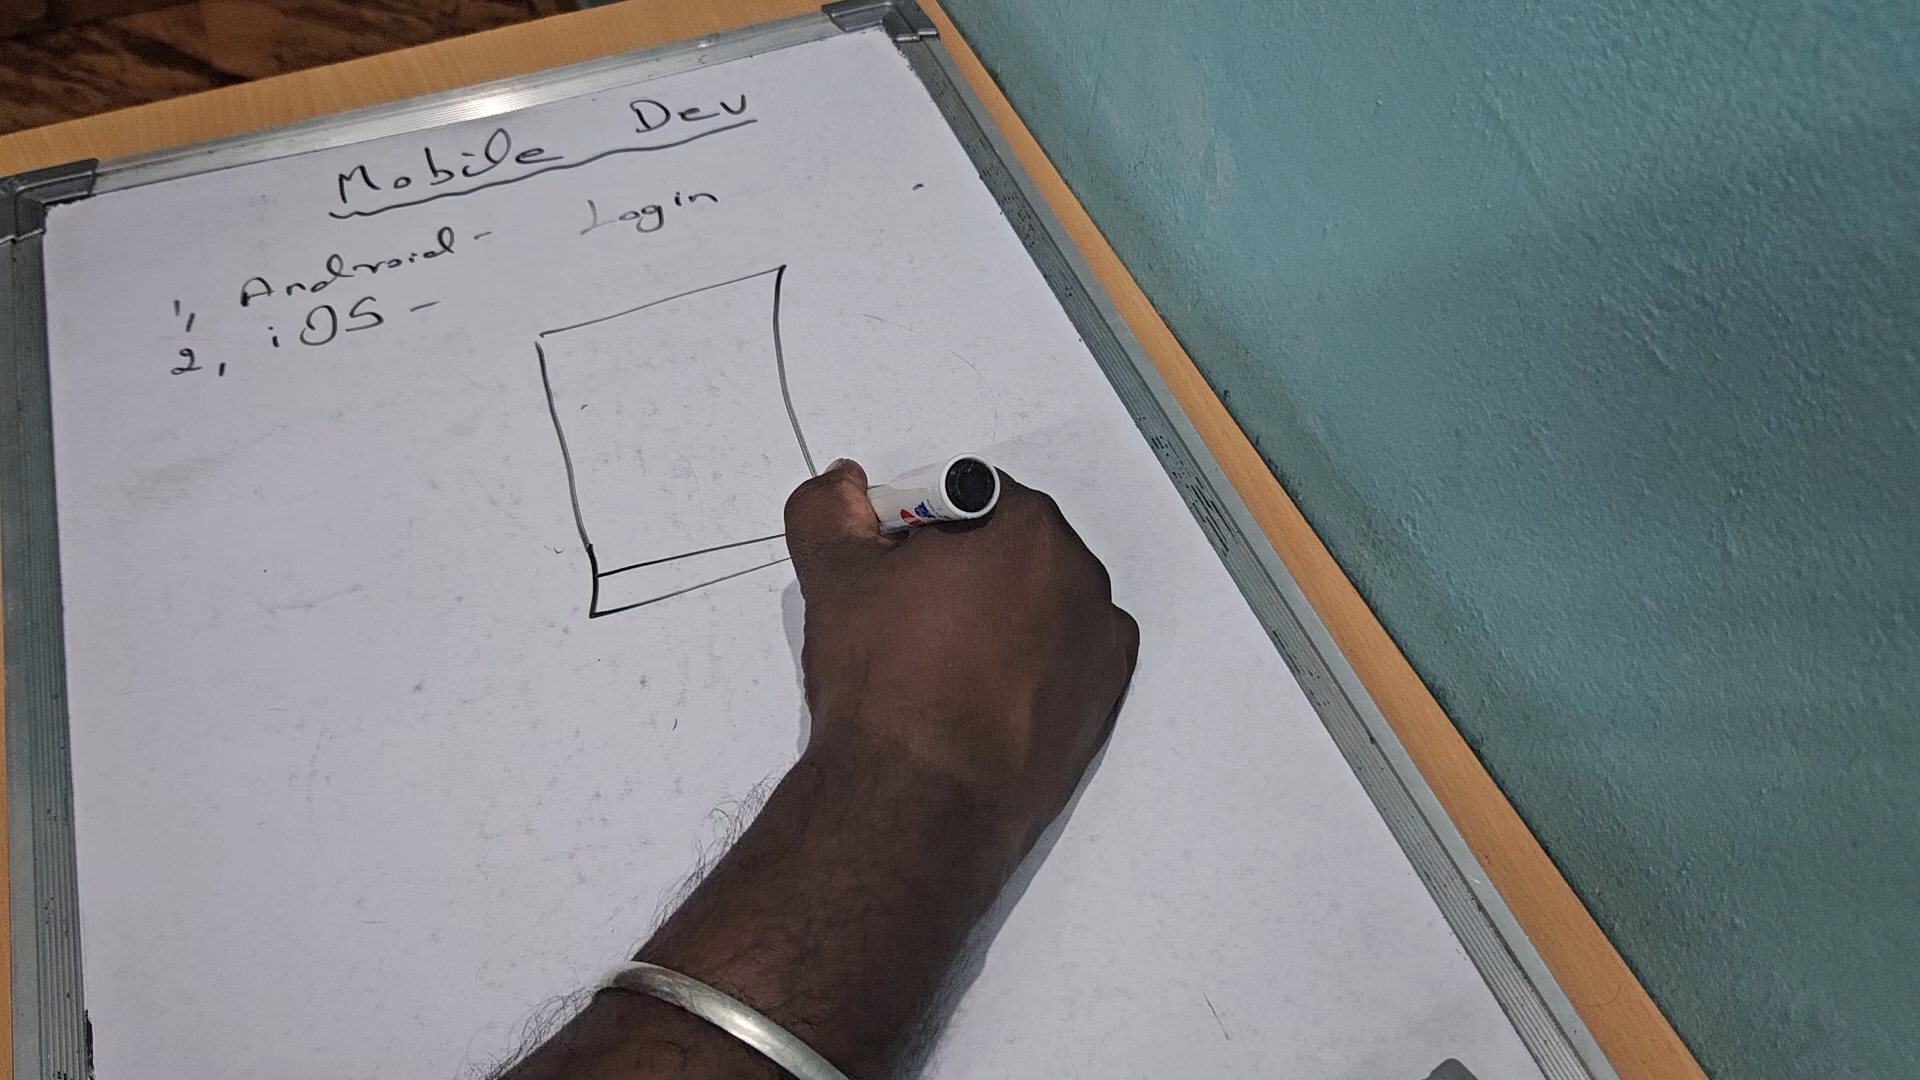 Mobile Dev
1, Android - Login
2, iOS -